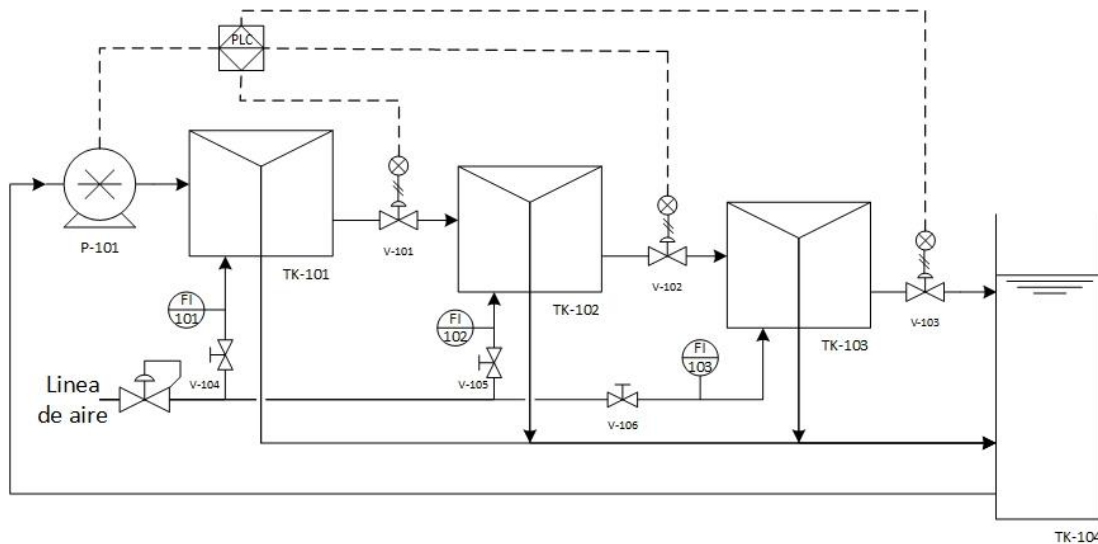 PLC
P-101
TK-101
V-101
TK-102
V-102
TK-103
V-103
FI
101
V-104
FI
102
V-105
FI
103
V-106
Linea
de aire
TK-104